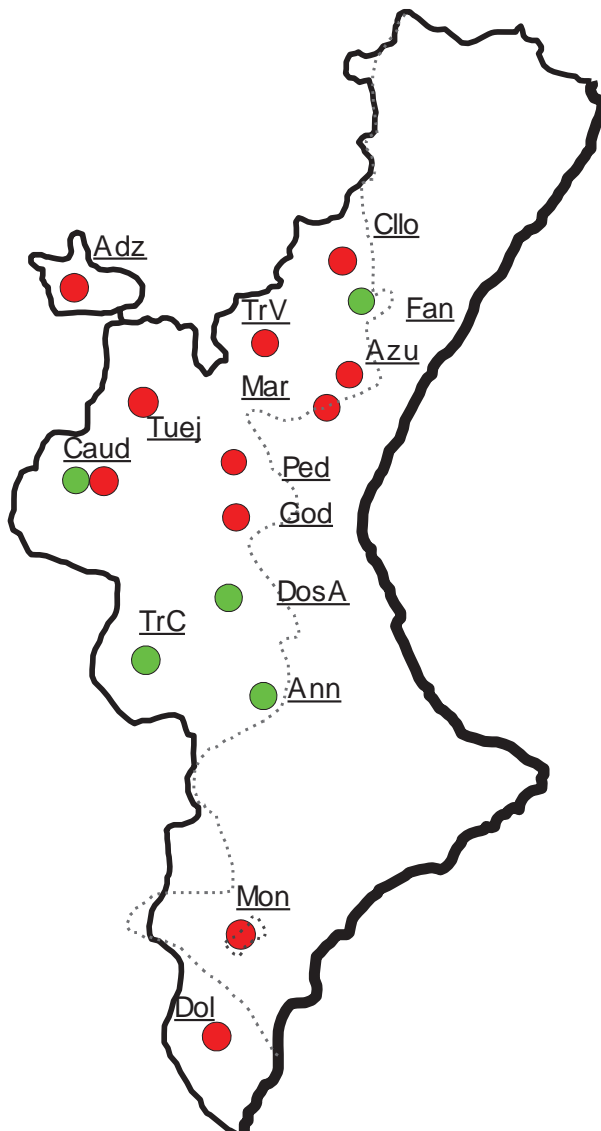 Cllo
Adz
Fan
TrV
Azu
Mar
Tuej
Caud
Ped
God
DosA
TrC
Ann
Mon
Dol